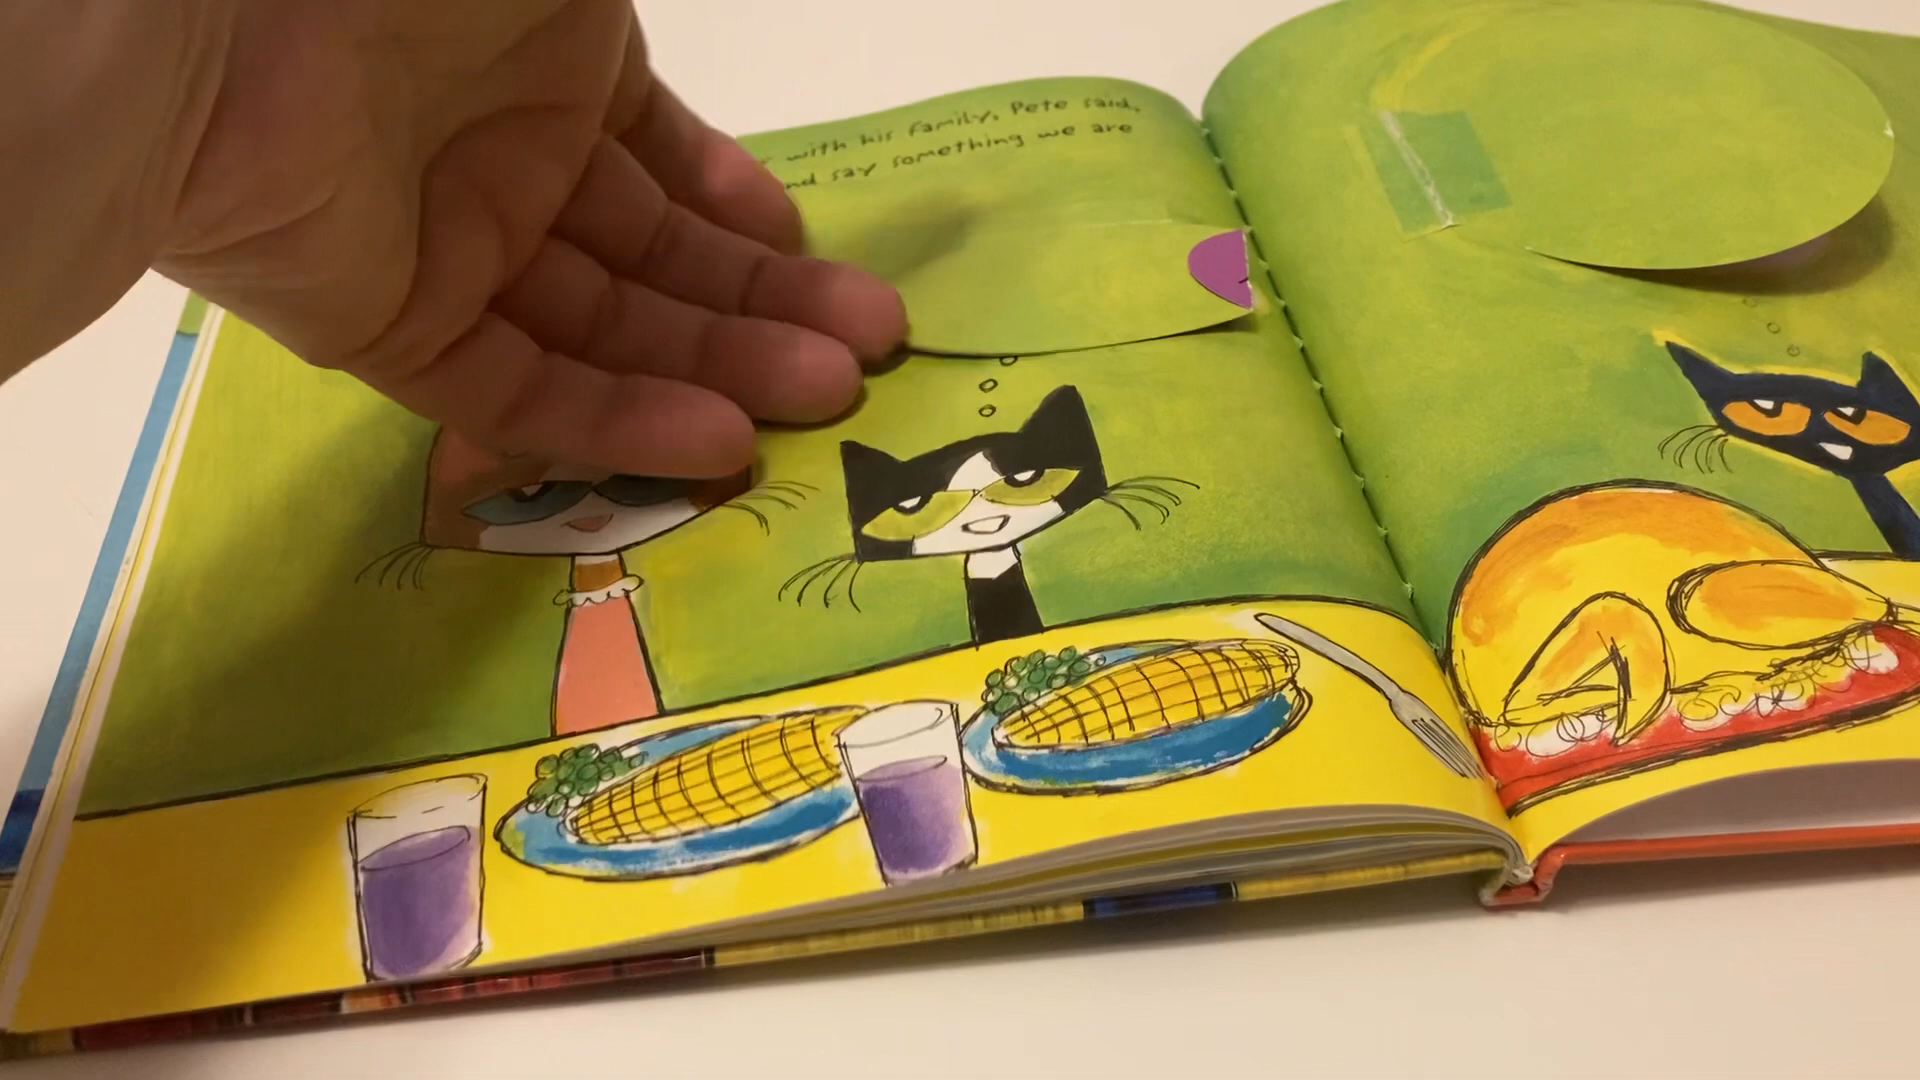 with his family, Pete said,
nd say something we are